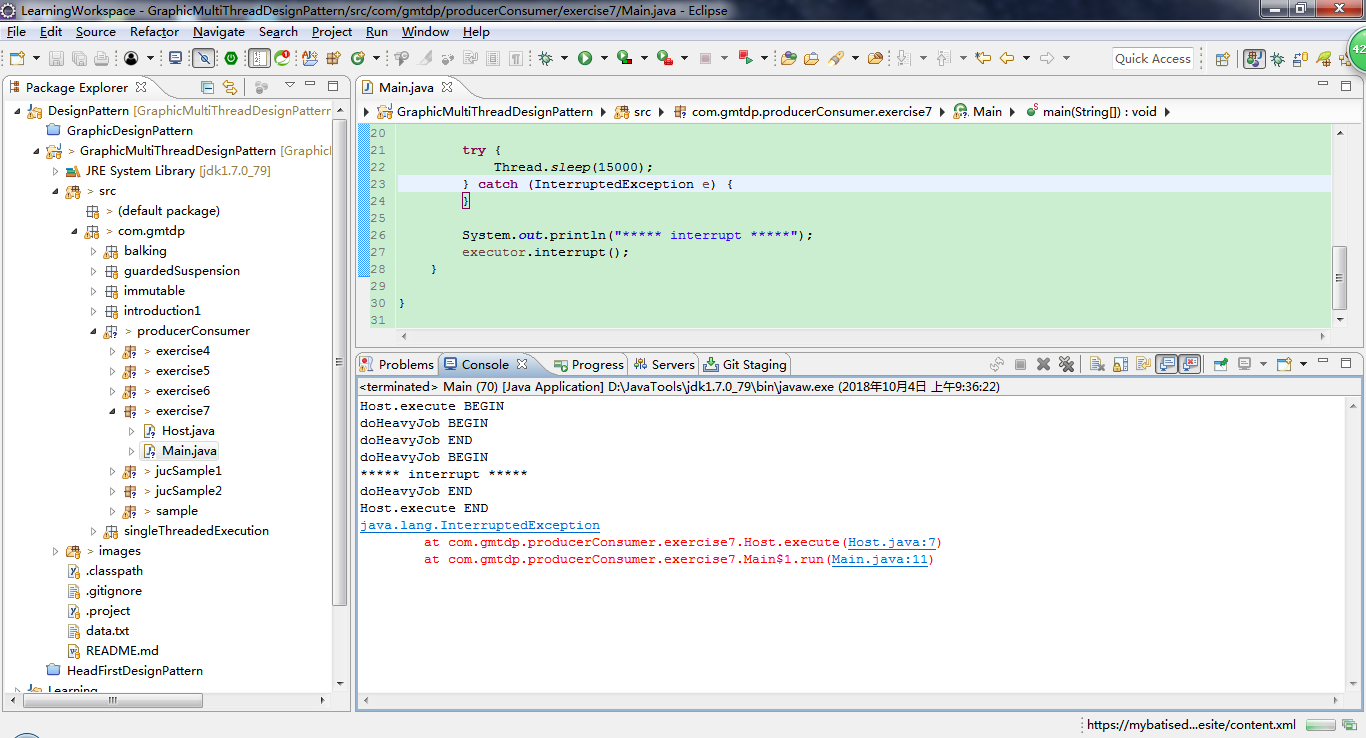 LearningWorkspace - GraphicMultiThreadDesignPattern/src/com/gmtdp/producerConsumer/exercise7/Main.java - Eclipse
File Edit Source Refactor Navigate Search Project Run Window Help
42
Quick Access
Package Explorer
DesignPattern [GraphicMultiThreadDesignPattern
GraphicDesignPattern
> GraphicMultiThreadDesignPattern [Graphicl
JRE System Library [jdk1.7.0_79]
> src
> (default package)
> com.gmtdp
balking
guardedSuspension
immutable
introduction1
> producerConsumer
> exercise4
> exercise5
> exercise6
> exercise7
Host.java
Main.java
> jucSample1
> jucSample2
> sample
singleThreadedExecution
> images
.classpath
.gitignore
.project
data.txt
README.md
HeadFirstDesignPattern
Learning
Main.java
GraphicMultiThreadDesignPattern src com.gmtdp.producerConsumer.exercise7 Main main(String[]) : void
20
21 try {
22 Thread.sleep(15000);
23 } catch (InterruptedException e) {
24 }
25
26 System.out.println("***** interrupt *****");
27 executor.interrupt();
28 }
29
30 }
31
Problems Console Progress Servers Git Staging
<terminated> Main (70) [Java Application] D:\JavaTools\jdk1.7.0_79\bin\javaw.exe (2018年10月4日 上午9:36:22)
Host.execute BEGIN
doHeavyJob BEGIN
doHeavyJob END
doHeavyJob BEGIN
***** interrupt *****
doHeavyJob END
Host.execute END
java.lang.InterruptedException
at com.gmtdp.producerConsumer.exercise7.Host.execute(Host.java:7)
at com.gmtdp.producerConsumer.exercise7.Main$1.run(Main.java:11)
https://mybatised...esite/content.xml